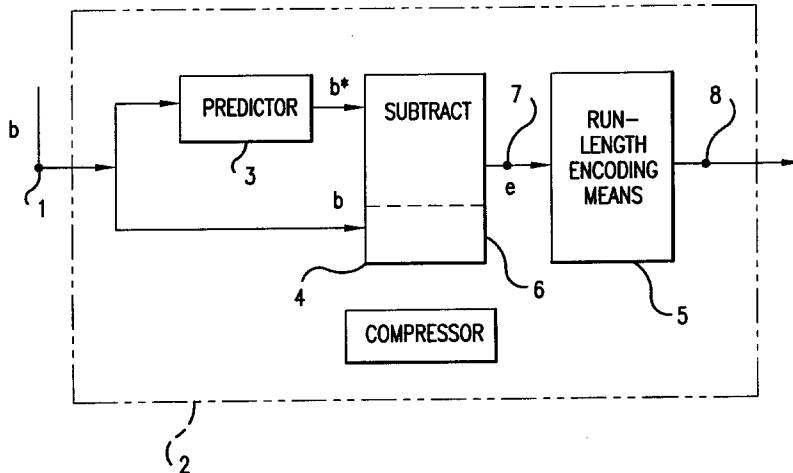 b
1
PREDICTOR
3
b*
b
SUBTRACT
4
6
7
e
RUN-
LENGTH
ENCODING
MEANS
5
8
COMPRESSOR
2